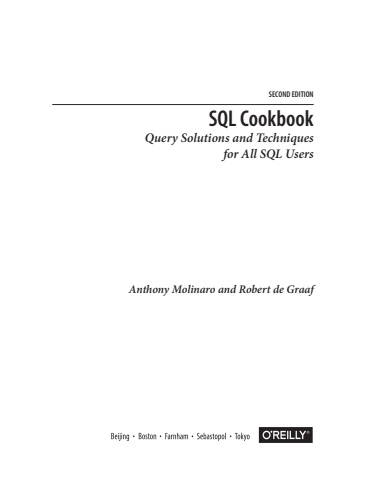 SECOND EDITION
SQL Cookbook
Query Solutions and Techniques
for All SQL Users
Anthony Molinaro and Robert de Graaf
Beijing • Boston • Farnham • Sebastopol • Tokyo O'REILLY®